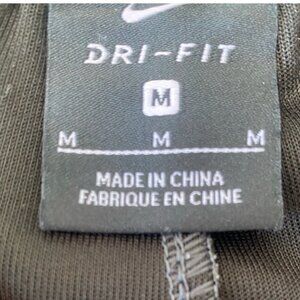 DRI-FIT
M
M M M
MADE IN CHINA
FABRIQUE EN CHINE